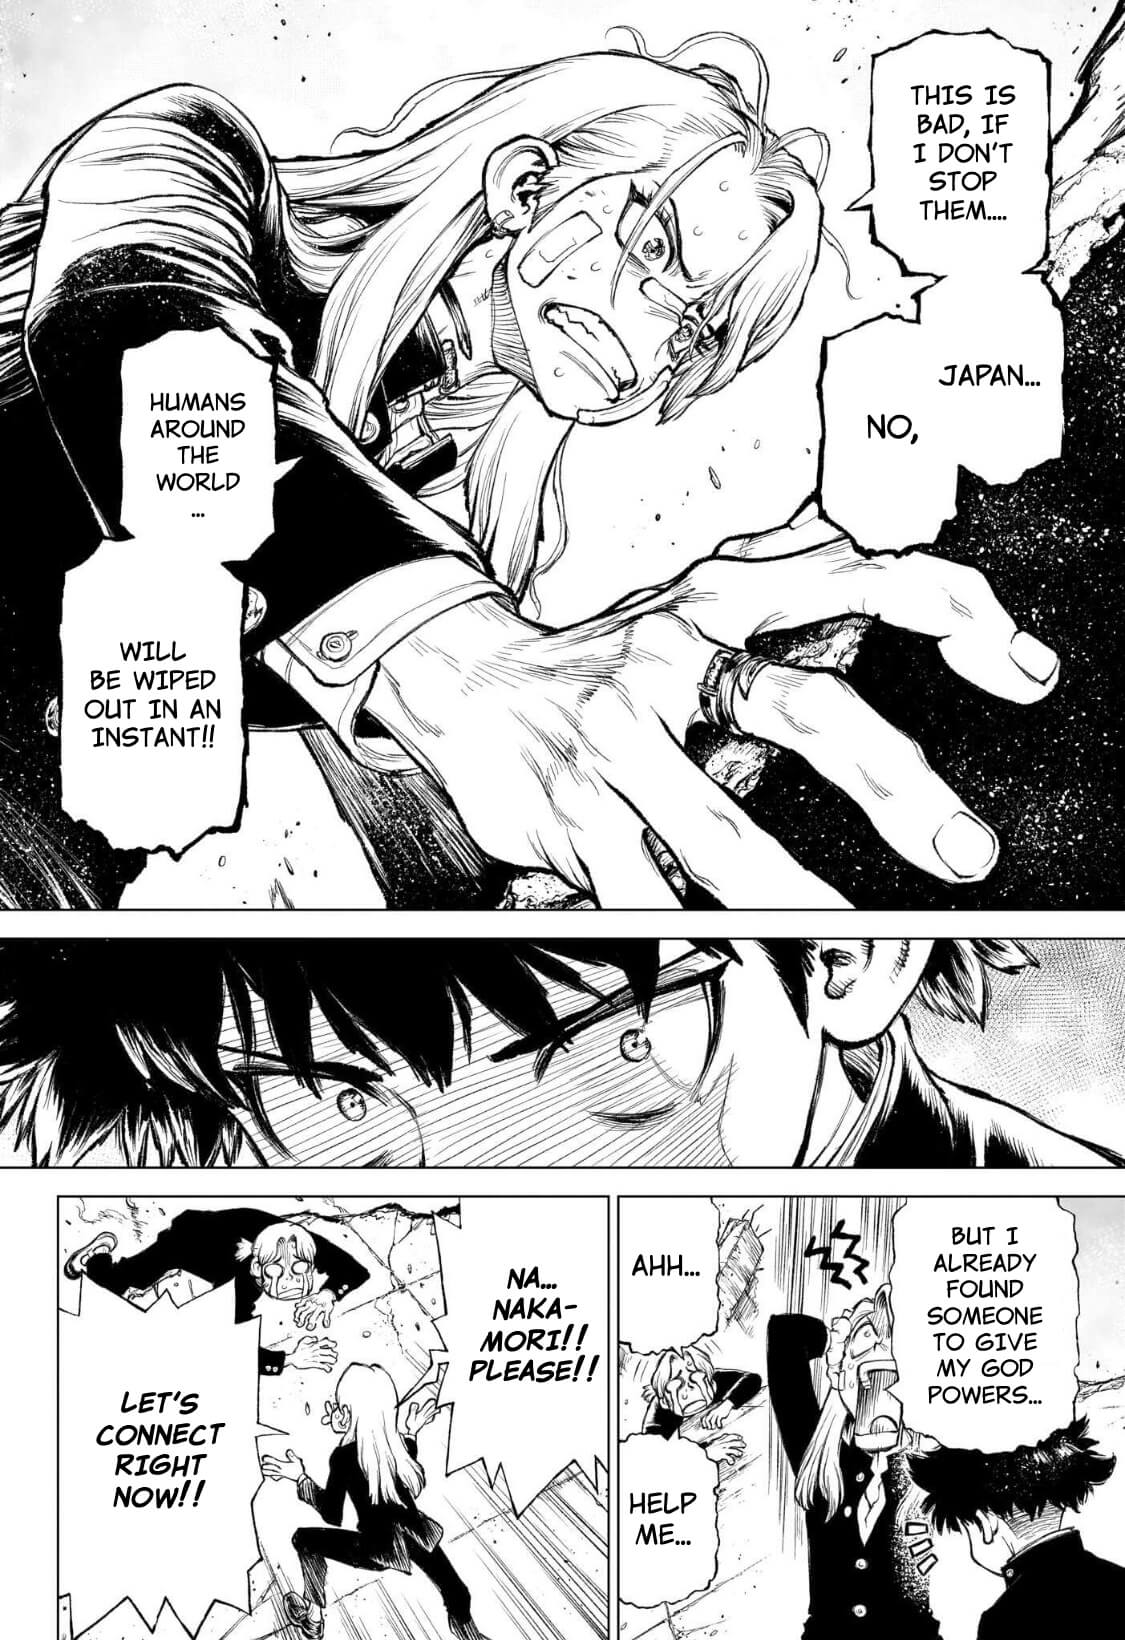 THIS IS
BAD, IF
I DON'T
STOP
THEM....
JAPAN...
NO,
HUMANS
AROUND
THE
WORLD
...
WILL
BE WIPED
OUT IN AN
INSTANT!!
BUT I
ALREADY
FOUND
SOMEONE
TO GIVE
MY GOD
POWERS...
AHH...
HELP
ME...
NA...
NAKA-
MORI!!
PLEASE!!
LET'S
CONNECT
RIGHT
NOW!!